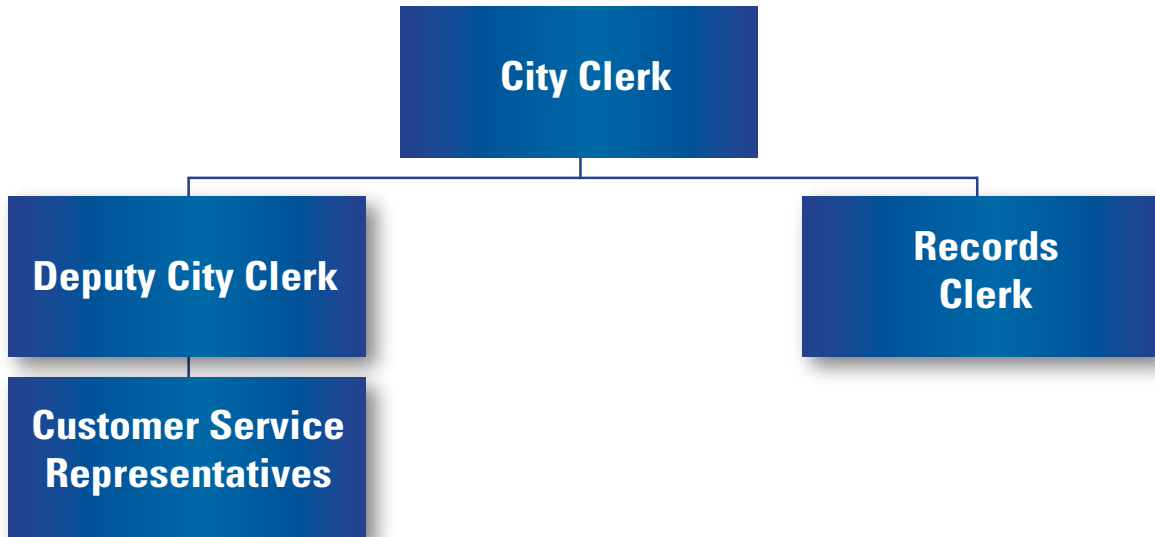 City Clerk
Deputy City Clerk
Records
Clerk
Customer Service
Representatives